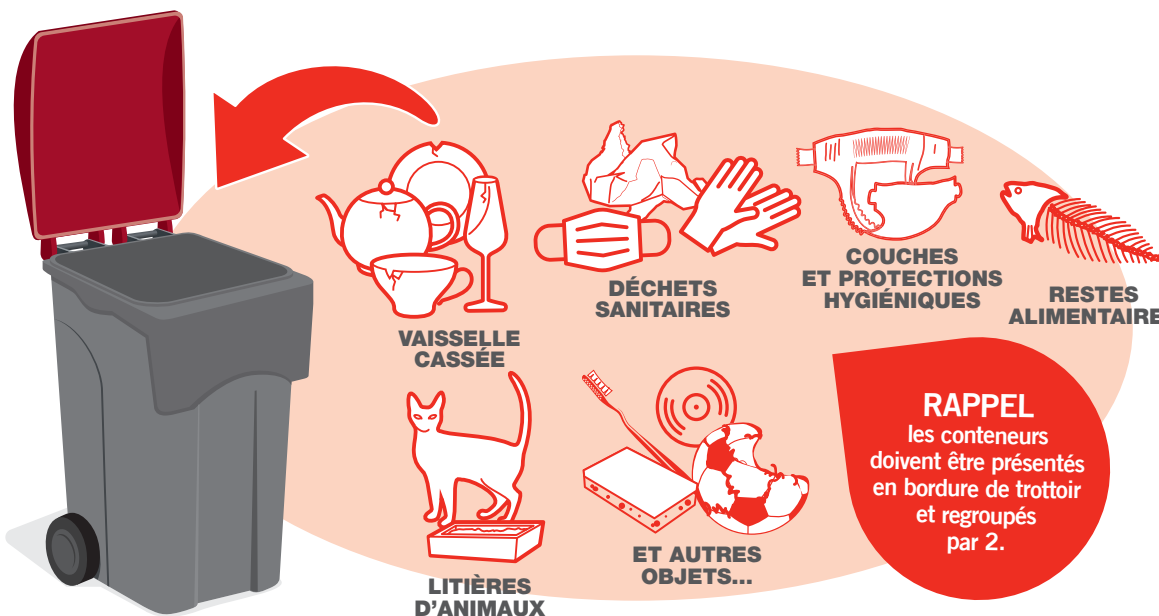 VAISSELLE
CASSÉE
DÉCHETS
SANITAIRES
COUCHES
ET PROTECTIONS
HYGIÉNIQUES
RESTES
ALIMENTAIRE
LITIÈRES
D'ANIMAUX
ET AUTRES
OBJETS...
RAPPEL
les conteneurs
doivent être présentés
en bordure de trottoir
et regroupés
par 2.